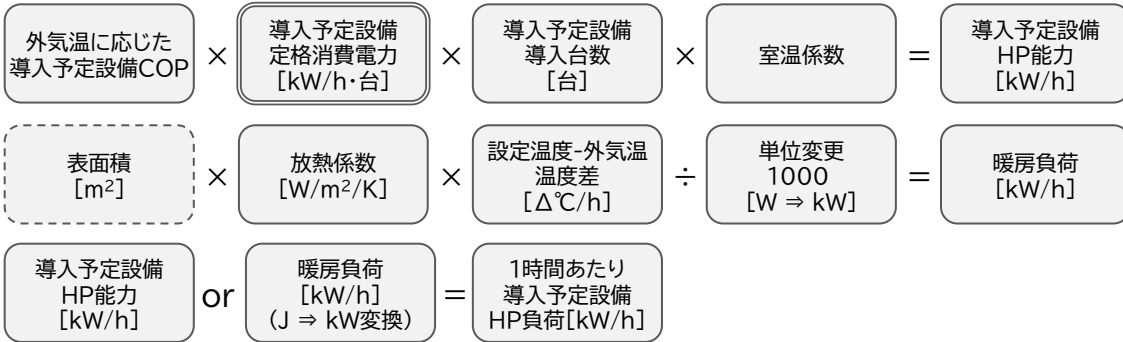 外気温に応じた
導入予定設備COP
×
導入予定設備
定格消費電力
[kW/h・台]
×
導入予定設備
導入台数
[台]
×
室温係数
=
導入予定設備
HP能力
[kW/h]
表面積
[m²]
×
放熱係数
[W/m²/K]
×
設定温度-外気温
温度差
[Δ℃/h]
÷
単位変更
1000
[W ⇒ kW]
=
暖房負荷
[kW/h]
導入予定設備
HP能力
[kW/h]
or
暖房負荷
[kW/h]
(J ⇒ kW変換)
=
1時間あたり
導入予定設備
HP負荷[kW/h]